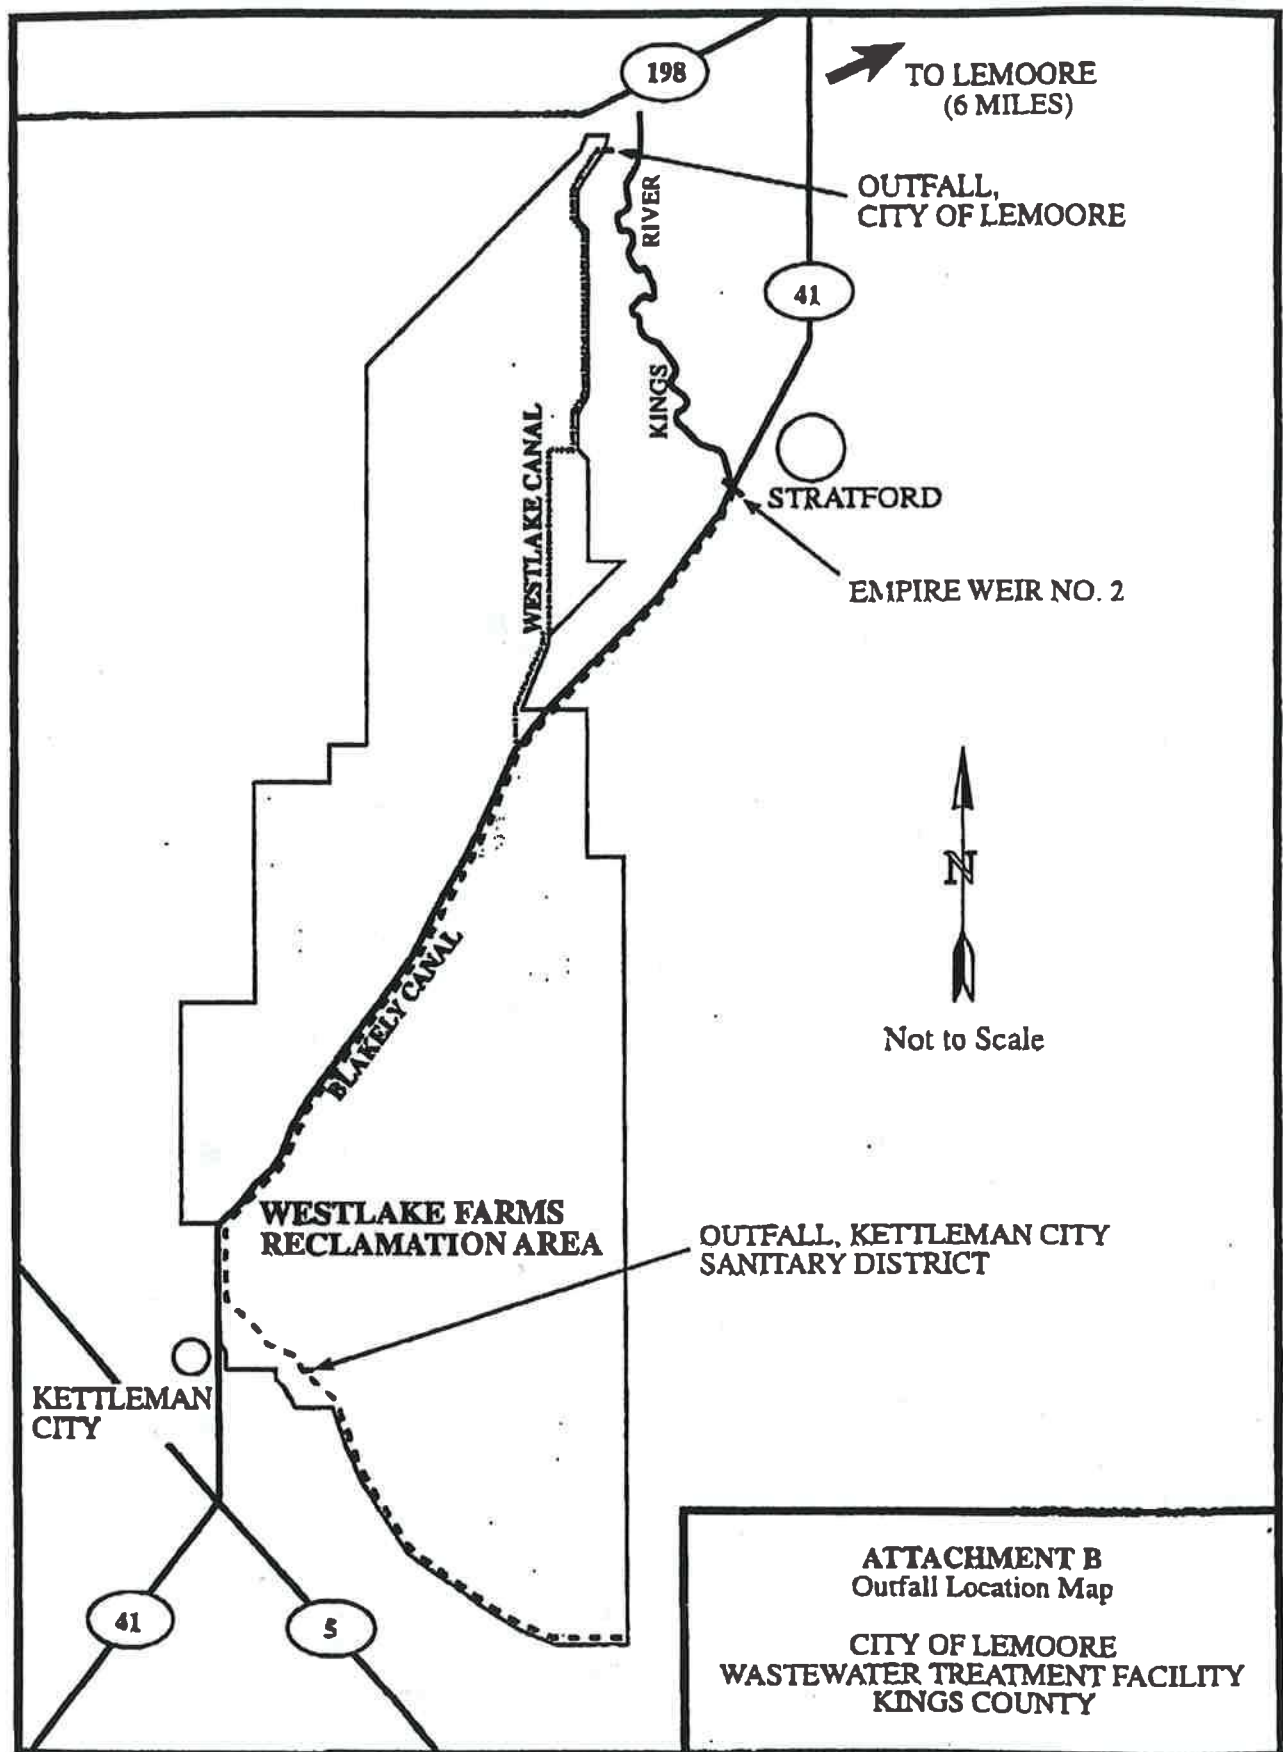 198
TO LEMOORE
(6 MILES)
OUTFALL,
CITY OF LEMOORE
RIVER
41
KINGS
WESTLAKE CANAL
STRATFORD
EMPIRE WEIR NO. 2
N
BLAKELY CANAL
Not to Scale
WESTLAKE FARMS
RECLAMATION AREA
OUTFALL, KETTLEMAN CITY
SANITARY DISTRICT
KETTLEMAN
CITY
41
5
ATTACHMENT B
Outfall Location Map
CITY OF LEMOORE
WASTEWATER TREATMENT FACILITY
KINGS COUNTY